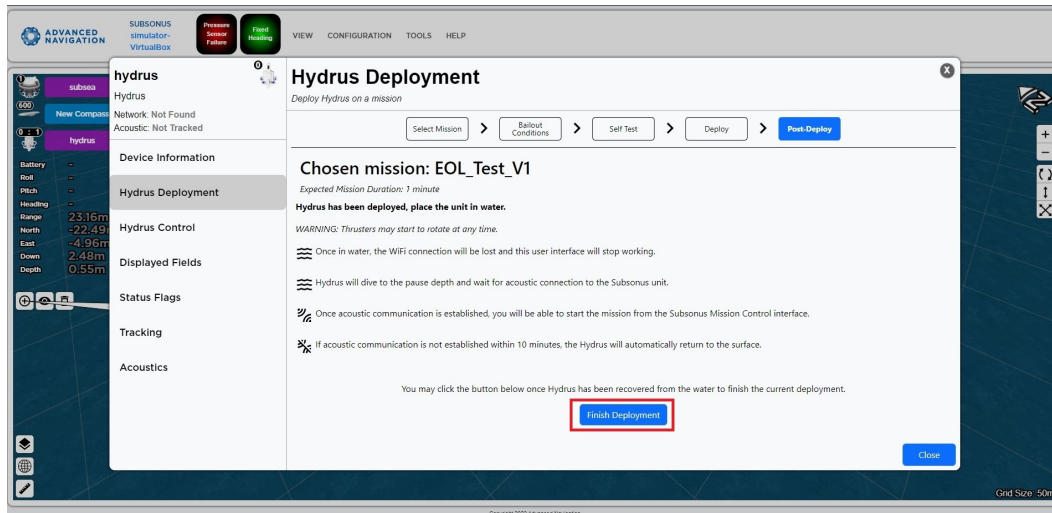 ADVANCED
NAVIGATION
SUBSONUS
simulator-
VirtualBox
Pressure
Sensor
Failure
Fixed
Heading
VIEW CONFIGURATION TOOLS HELP
1
subsea
(600)
New Compass
0 : 1
hydrus
Battery -
Roll -
Pitch -
Heading -
Range 23.16m
North -22.49m
East -4.96m
Down 2.48m
Depth 0.55m
hydrus
0
Hydrus
Network: Not Found
Acoustic: Not Tracked
Device Information
Hydrus Deployment
Hydrus Control
Displayed Fields
Status Flags
Tracking
Acoustics
Hydrus Deployment
X
Deploy Hydrus on a mission
Select Mission
Bailout
Conditions
Self Test
Deploy
Post-Deploy
Chosen mission: EOL_Test_V1
Expected Mission Duration: 1 minute
Hydrus has been deployed, place the unit in water.
WARNING: Thrusters may start to rotate at any time.
Once in water, the WiFi connection will be lost and this user interface will stop working.
Hydrus will dive to the pause depth and wait for acoustic connection to the Subsonus unit.
Once acoustic communication is established, you will be able to start the mission from the Subsonus Mission Control interface.
If acoustic communication is not established within 10 minutes, the Hydrus will automatically return to the surface.
You may click the button below once Hydrus has been recovered from the water to finish the current deployment.
Finish Deployment
Close
Grid Size: 50m